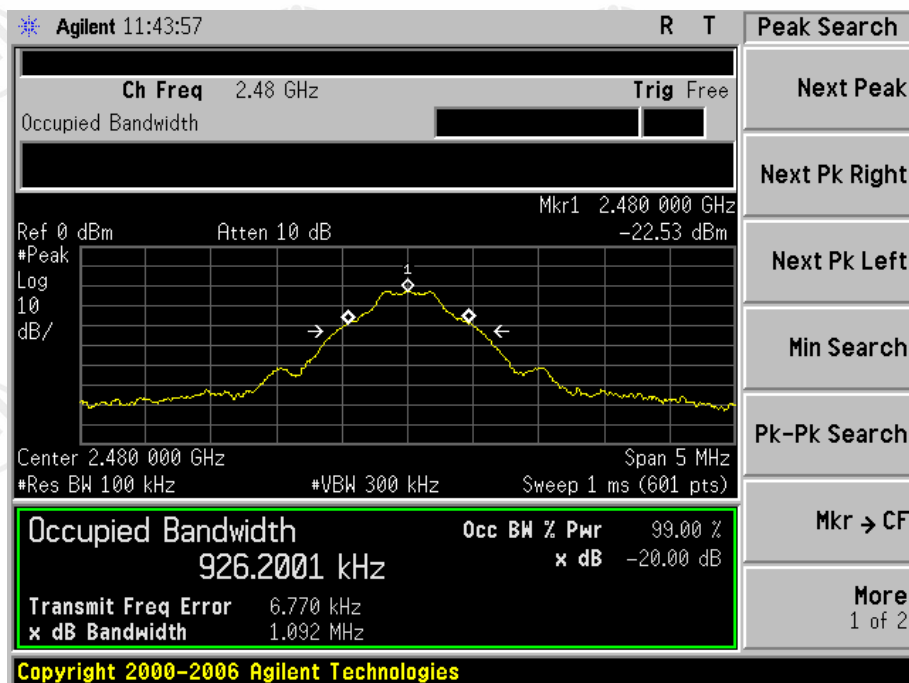 Agilent 11:43:57 R T
Peak Search
Ch Freq 2.48 GHz Trig Free
Occupied Bandwidth
Next Peak
Next Pk Right
Next Pk Left
Min Search
Pk-Pk Search
Mkr → CF
More
1 of 2
Mkr1 2.480 000 GHz
Ref 0 dBm Atten 10 dB -22.53 dBm
#Peak
Log
10
dB/
1
Center 2.480 000 GHz Span 5 MHz
#Res BW 100 kHz #VBW 300 kHz Sweep 1 ms (601 pts)
Occupied Bandwidth Occ BW % Pwr 99.00 %
926.2001 kHz x dB -20.00 dB
Transmit Freq Error 6.770 kHz
x dB Bandwidth 1.092 MHz
Copyright 2000-2006 Agilent Technologies